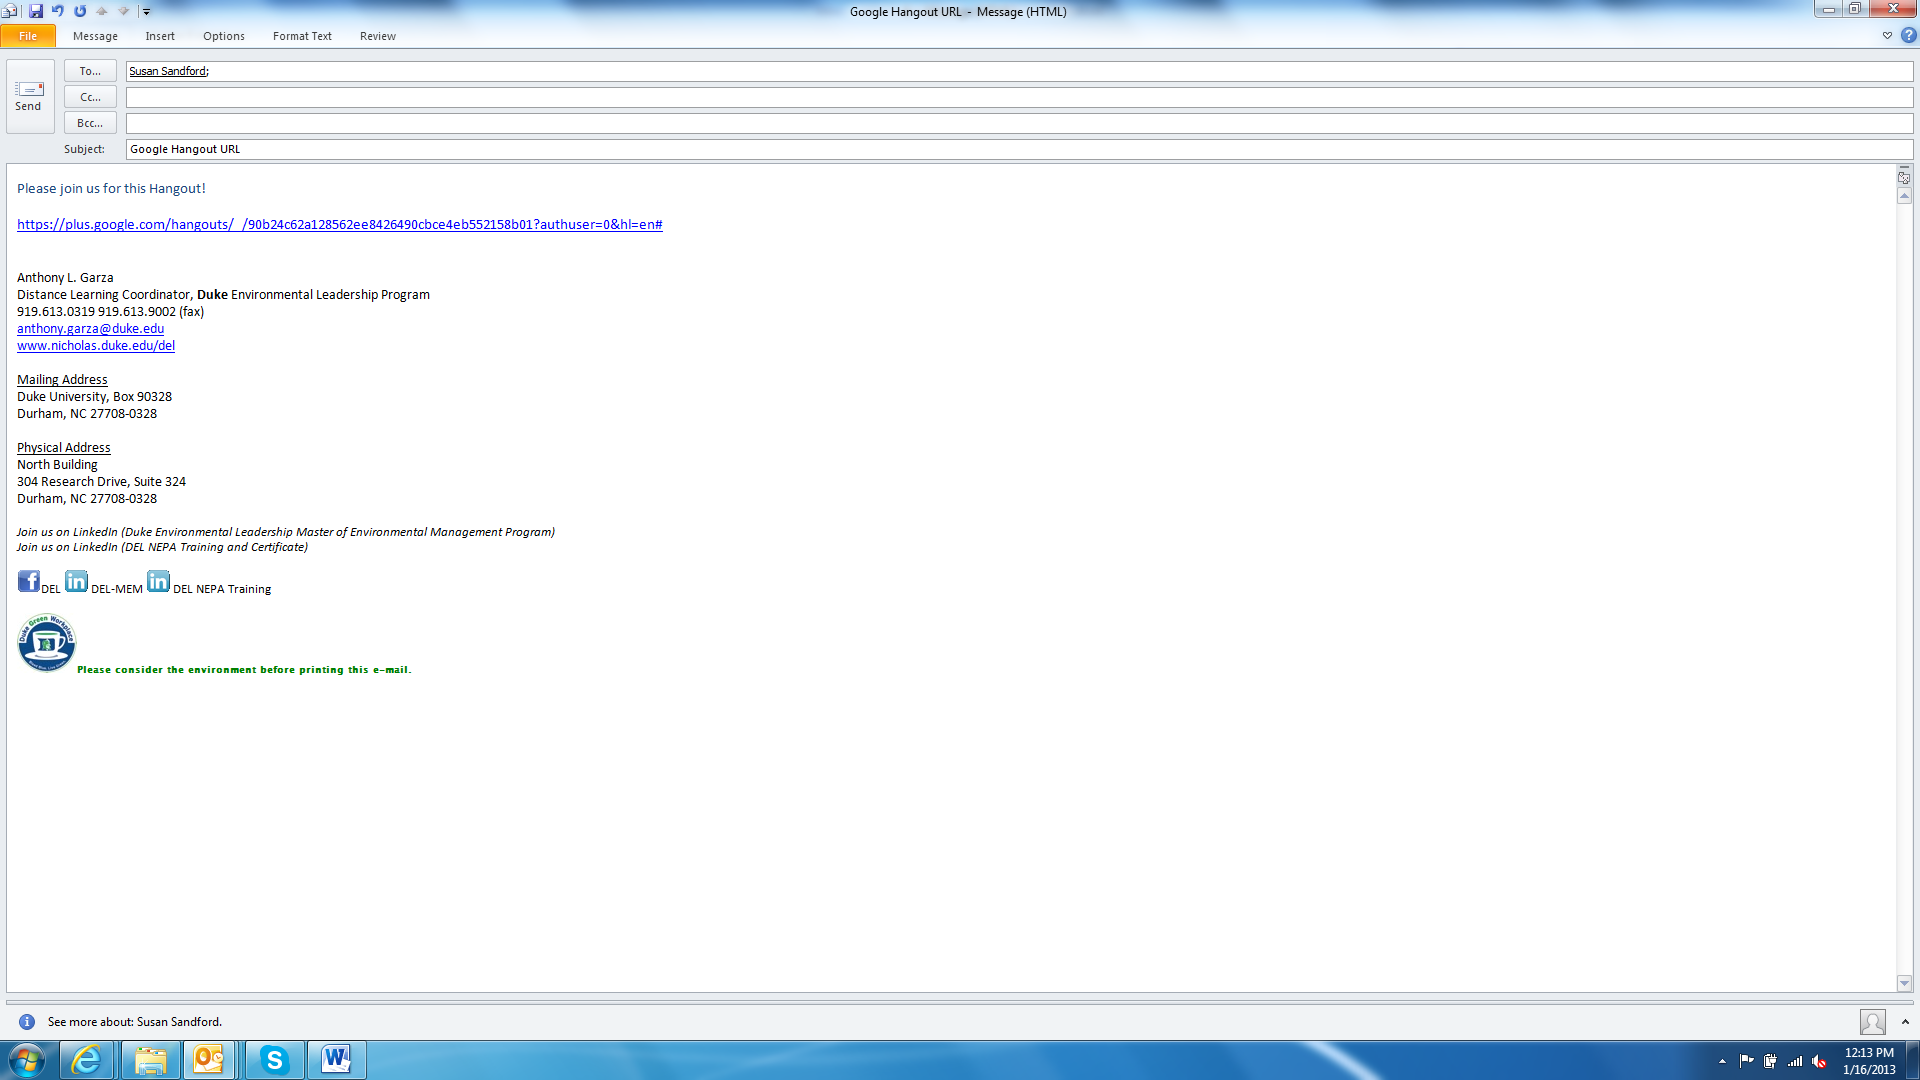 Google Hangout URL - Message (HTML)
File Message Insert Options Format Text Review
Send
To... Susan Sandford;
Cc...
Bcc...
Subject: Google Hangout URL
Please join us for this Hangout!
https://plus.google.com/hangouts/_/90b24c62a128562ee8426490cbce4eb552158b01?authuser=0&hl=en#
Anthony L. Garza
Distance Learning Coordinator, Duke Environmental Leadership Program
919.613.0319 919.613.9002 (fax)
anthony.garza@duke.edu
www.nicholas.duke.edu/del
Mailing Address
Duke University, Box 90328
Durham, NC 27708-0328
Physical Address
North Building
304 Research Drive, Suite 324
Durham, NC 27708-0328
Join us on LinkedIn (Duke Environmental Leadership Master of Environmental Management Program)
Join us on LinkedIn (DEL NEPA Training and Certificate)
f DEL in DEL-MEM in DEL NEPA Training
Duke Green Workplace
Please consider the environment before printing this e-mail.
See more about: Susan Sandford.
12:13 PM
1/16/2013